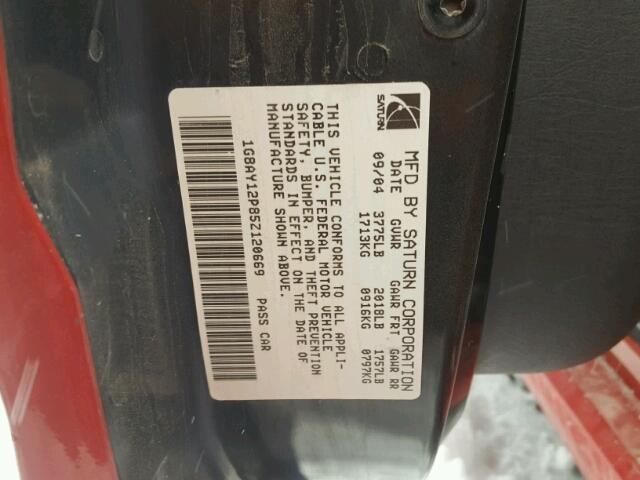 SATURN
MFD BY SATURN CORPORATION
DATE GVWR GAWR FRT GAWR RR
09/04 3775LB 2018LB 1757LB
1713KG 0916KG 0797KG
THIS VEHICLE CONFORMS TO ALL APPLI-
CABLE U.S. FEDERAL MOTOR VEHICLE
SAFETY, BUMPER, AND THEFT PREVENTION
STANDARDS IN EFFECT ON THE DATE OF
MANUFACTURE SHOWN ABOVE.
1G8AY12P85Z120669 PASS CAR